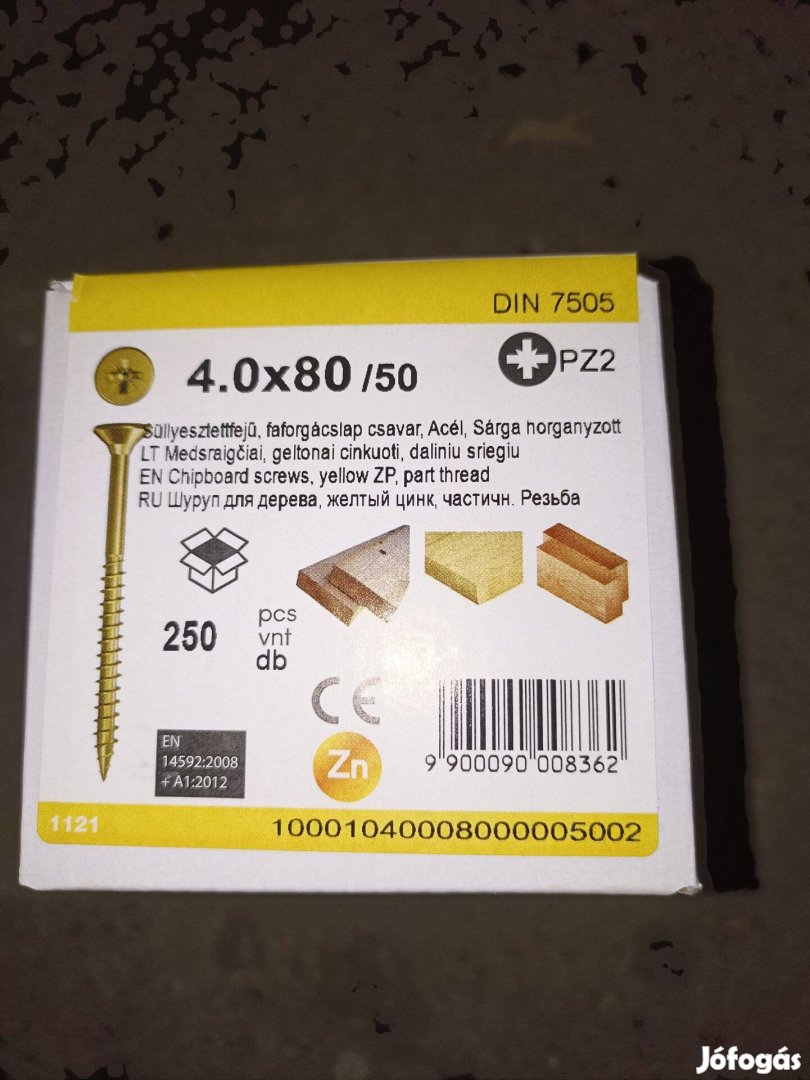 DIN 7505
4.0x80 /50
PZ2
Süllyesztettfejű, faforgácslap csavar, Acél, Sárga horganyzott
LT Medsraigčiai, geltonai cinkuoti, daliniu sriegiu
EN Chipboard screws, yellow ZP, part thread
RU Шуруп для дерева, желтый цинк, частичн. Резьба
250
pcs
vnt
db
CE
EN
14592:2008
+ A1:2012
Zn
9 900090 008362
1121
10001040008000005002
Jófogás